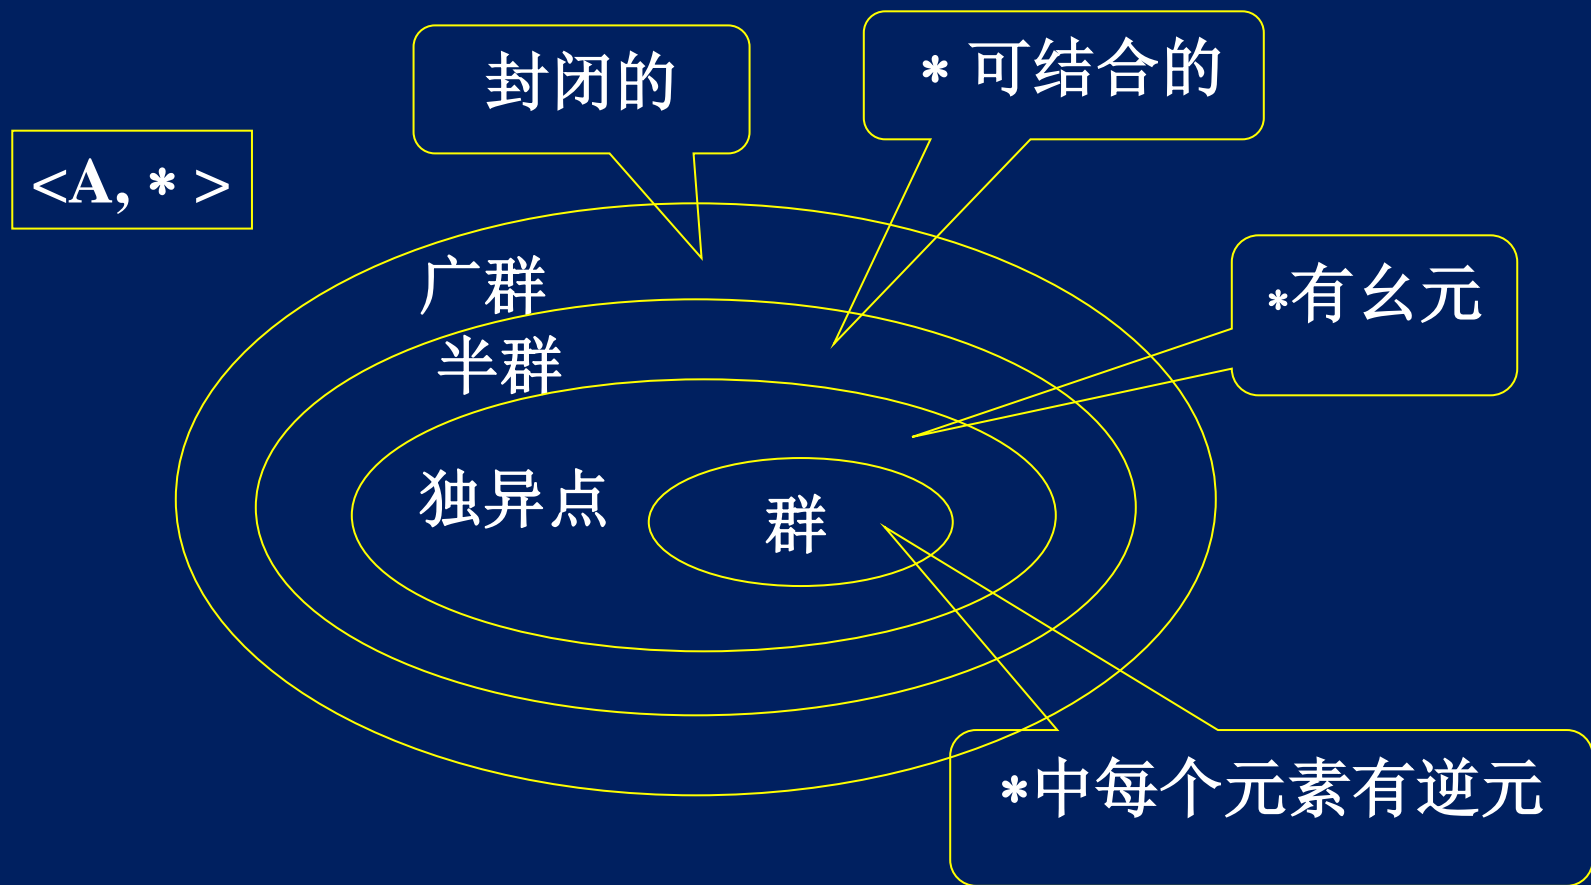 封闭的
* 可结合的
<A, * >
广群
*有幺元
半群
独异点
群
*中每个元素有逆元